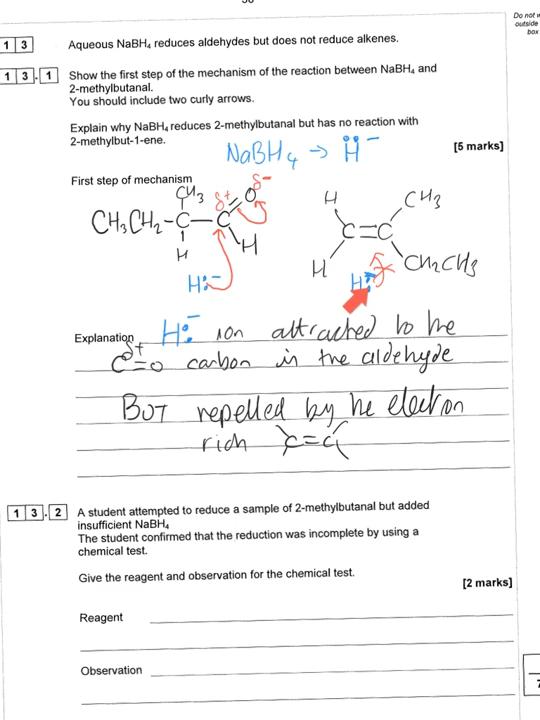 Do not w
outside
box
1 3 Aqueous NaBH₄ reduces aldehydes but does not reduce alkenes.
1 3 . 1 Show the first step of the mechanism of the reaction between NaBH₄ and
2-methylbutanal.
You should include two curly arrows.
Explain why NaBH₄ reduces 2-methylbutanal but has no reaction with
2-methylbut-1-ene.
[5 marks]
NaBH₄ → H:⁻
First step of mechanism
CH₃ δ+ O δ- H CH₃
CH₃CH₂-C-C C=C
H H H CH₂CH₃
H:⁻ H:⁻
Explanation H:⁻ ion attracted to the
δ+
C=O carbon in the aldehyde
BUT repelled by he electron
rich C=C
1 3 . 2 A student attempted to reduce a sample of 2-methylbutanal but added
insufficient NaBH₄
The student confirmed that the reduction was incomplete by using a
chemical test.
Give the reagent and observation for the chemical test.
[2 marks]
Reagent
Observation
7